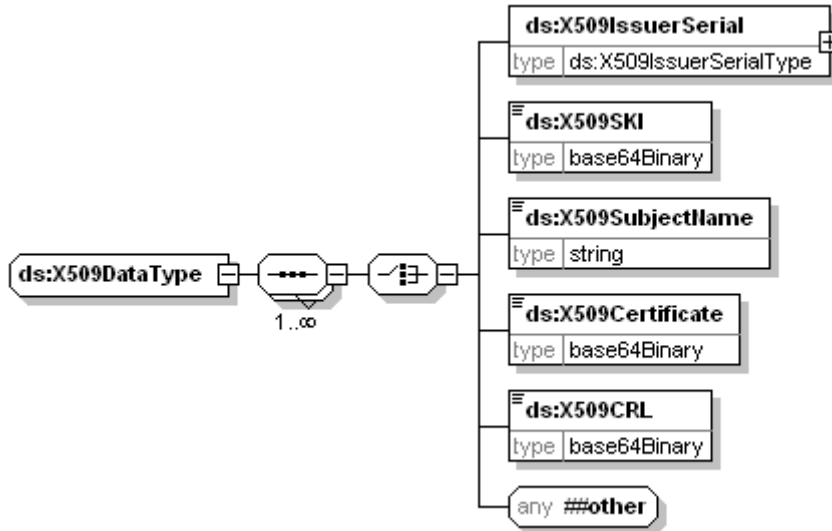 ds:X509IssuerSerial
type ds:X509IssuerSerialType
ds:X509SKI
type base64Binary
ds:X509SubjectName
type string
ds:X509DataType
1..∞
ds:X509Certificate
type base64Binary
ds:X509CRL
type base64Binary
any ##other